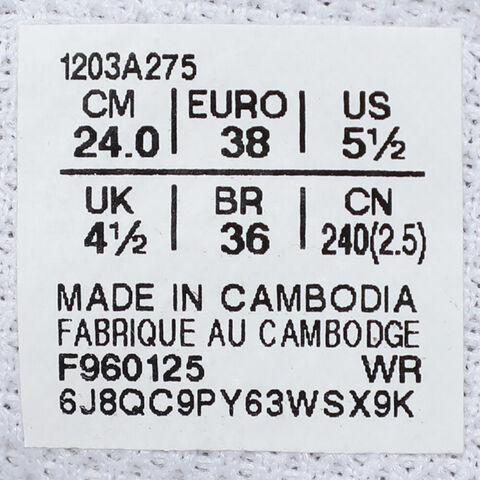 1203A275
CM | EURO | US
24.0 | 38 | 5½
UK | BR | CN
4½ | 36 | 240(2.5)
MADE IN CAMBODIA
FABRIQUE AU CAMBODGE
F960125 WR
6J8QC9PY63WSX9K